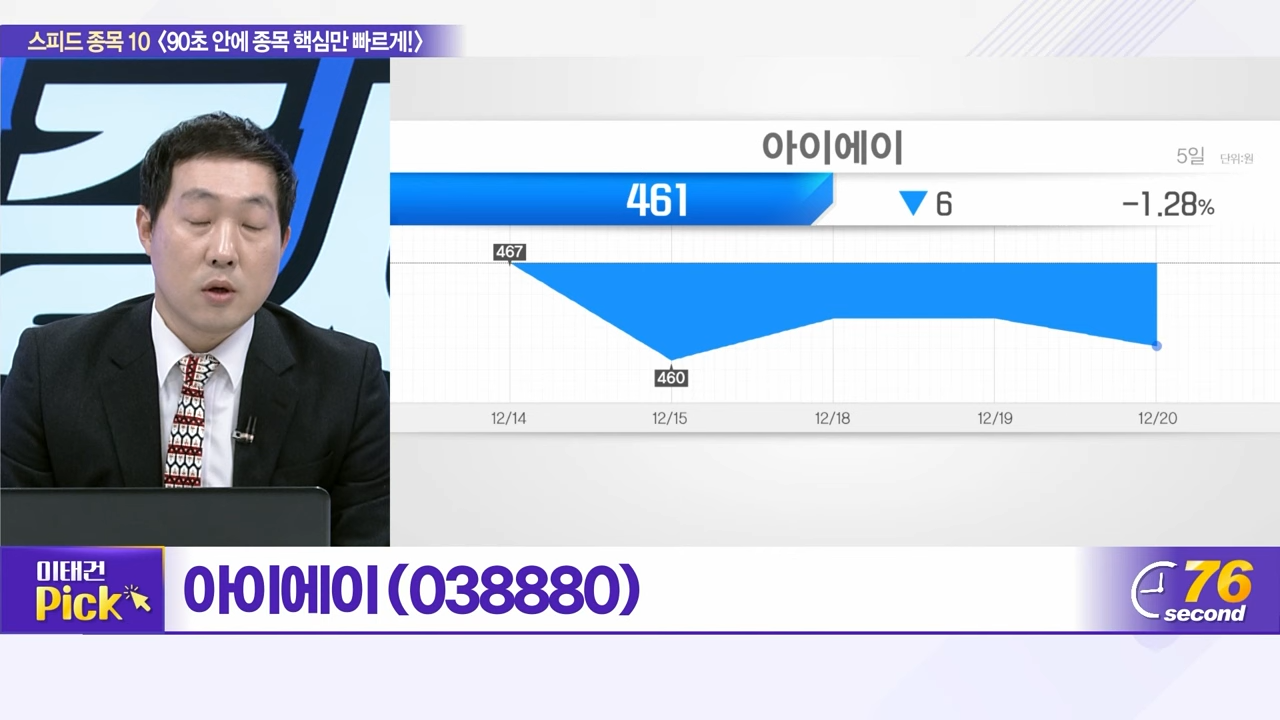 스피드 종목 10 <90초 안에 종목 핵심만 빠르게!>
아이에이
5일 단위:원
461 ▼6 -1.28%
467
460
12/14 12/15 12/18 12/19 12/20
이태건
Pick
아이에이(038880)
76
second